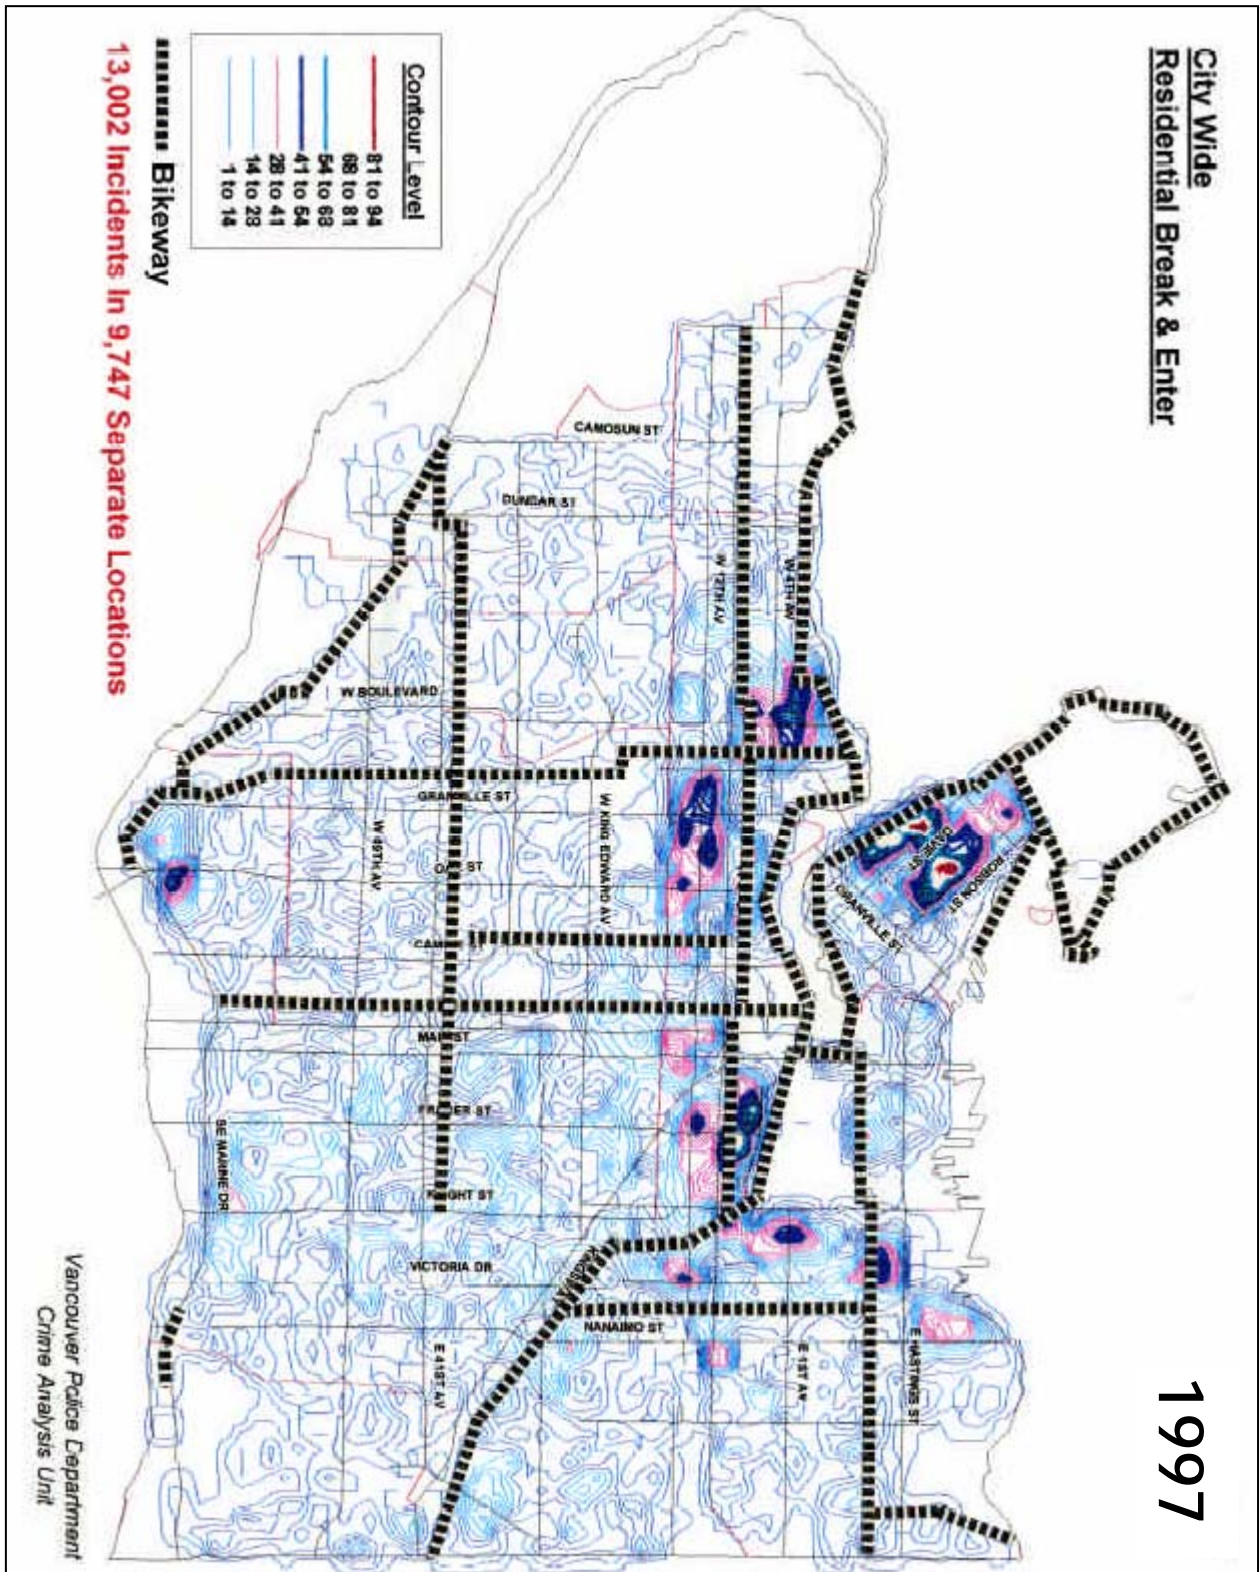 City Wide
Residential Break & Enter
1997
Contour Level
81 to 94
68 to 81
54 to 68
41 to 54
28 to 41
14 to 28
1 to 14
Bikeway
13,002 Incidents In 9,747 Separate Locations
CAMOSUN ST
DUNBAR ST
W 12TH AV
W 4TH AV
W BOULEVARD
GRANVILLE ST
W 49TH AV
W KING EDWARD AV
OAK ST
ROBSON ST
GRANVILLE ST
MAIN ST
FRASER ST
KNIGHT ST
SE MARINE DR
VICTORIA DR
NANAIMO ST
E 41ST AV
E 1ST AV
E HASTINGS ST
Vancouver Police Department
Crime Analysis Unit